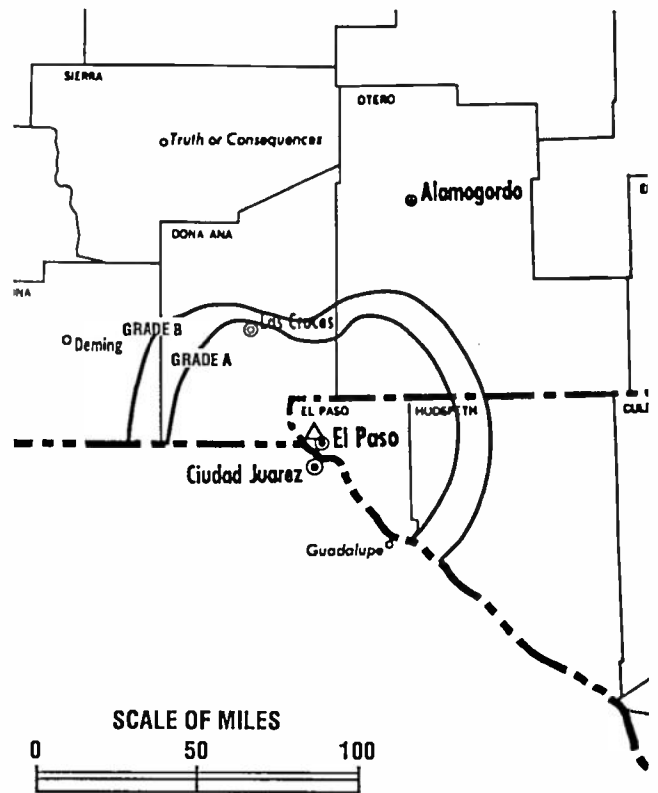 SIERRA
OTERO
Truth or Consequences
Alamogordo
DONA ANA
Las Cruces
GRADE B
Deming
GRADE A
EL PASO
HUDSPETH
El Paso
Ciudad Juarez
Guadalupe
SCALE OF MILES
0 50 100